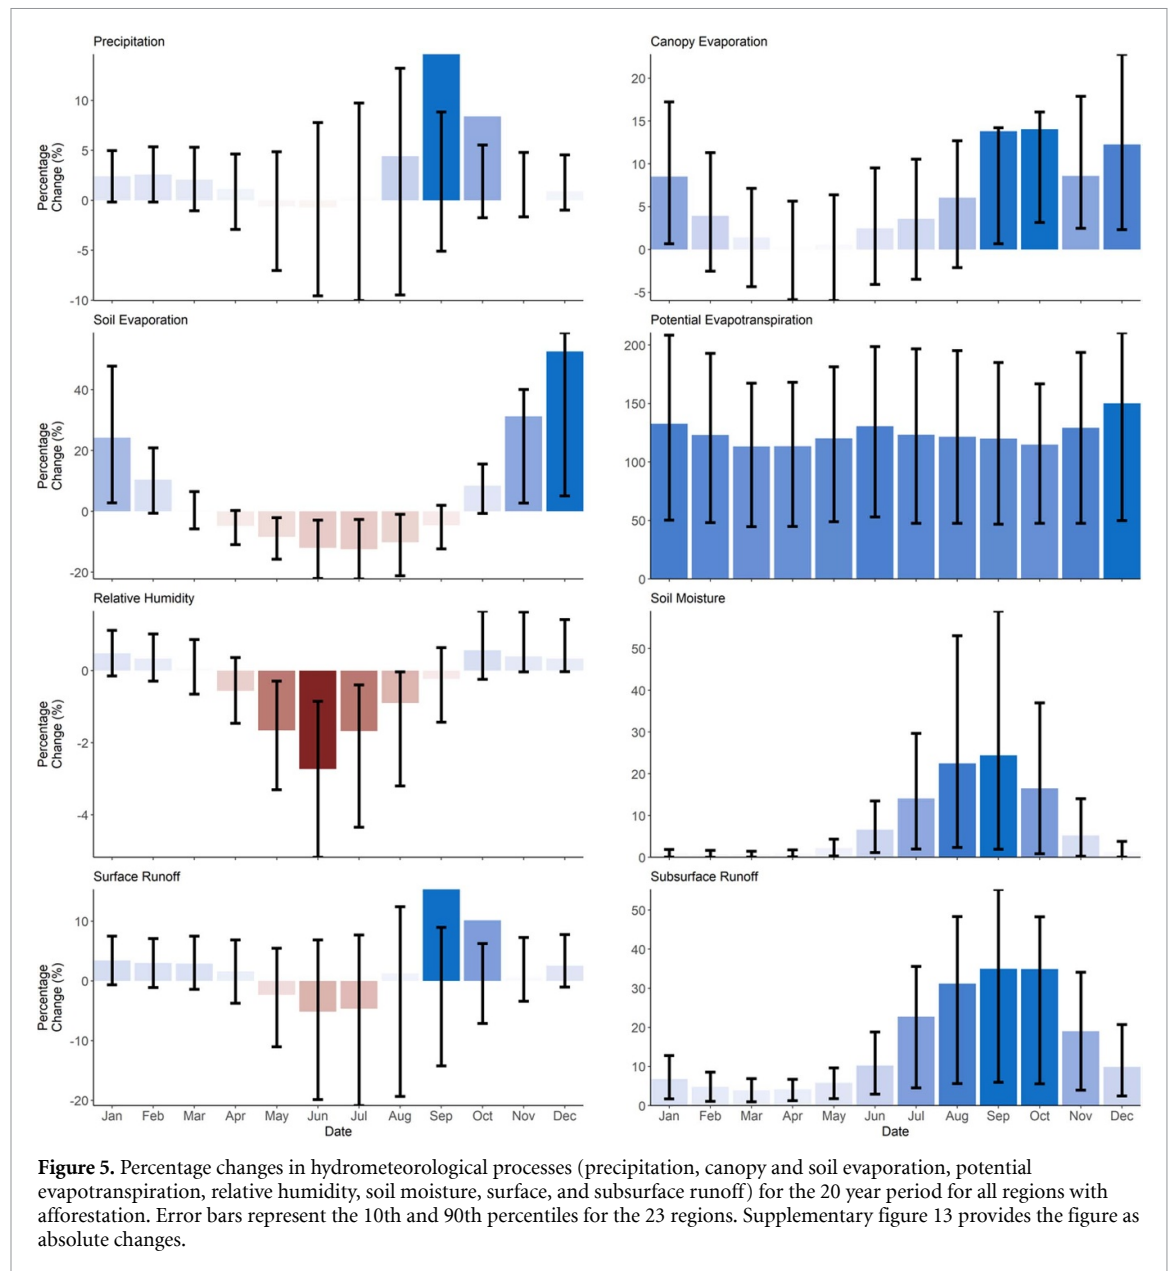 Precipitation
Percentage
Change (%)
10
5
0
-5
-10
Canopy Evaporation
20
15
10
5
0
-5
Soil Evaporation
Percentage
Change (%)
40
20
0
-20
Potential Evapotranspiration
200
150
100
50
0
Relative Humidity
Percentage
Change (%)
0
-2
-4
Soil Moisture
50
40
30
20
10
0
Surface Runoff
Percentage
Change (%)
10
0
-10
-20
Jan Feb Mar Apr May Jun Jul Aug Sep Oct Nov Dec
Date
Subsurface Runoff
50
40
30
20
10
0
Jan Feb Mar Apr May Jun Jul Aug Sep Oct Nov Dec
Date
Figure 5. Percentage changes in hydrometeorological processes (precipitation, canopy and soil evaporation, potential
evapotranspiration, relative humidity, soil moisture, surface, and subsurface runoff) for the 20 year period for all regions with
afforestation. Error bars represent the 10th and 90th percentiles for the 23 regions. Supplementary figure 13 provides the figure as
absolute changes.